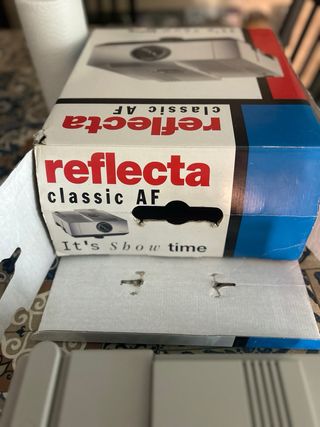 classic AF
reflecta
reflecta
classic AF
It's Show time